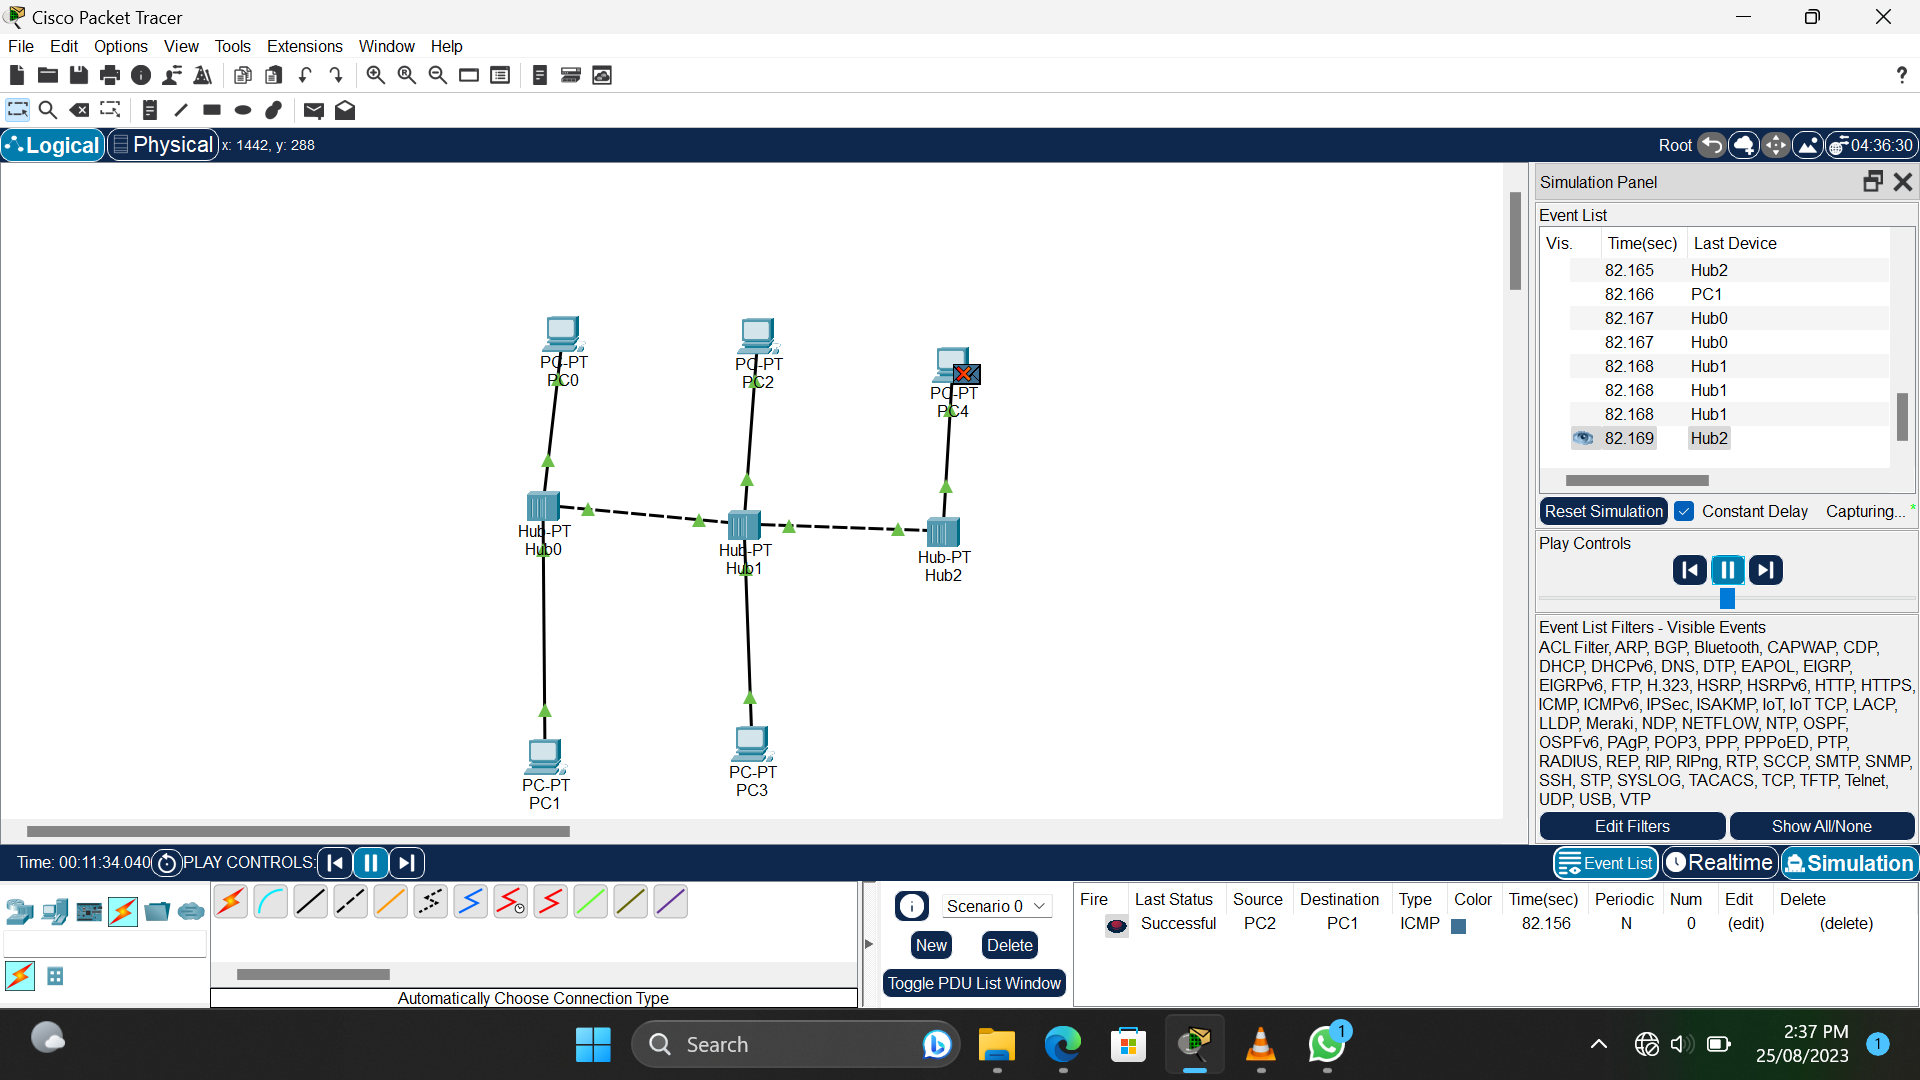 Cisco Packet Tracer
File Edit Options View Tools Extensions Window Help
?
Logical Physical x: 1442, y: 288 Root 04:36:30
Simulation Panel
Event List
Vis. Time(sec) Last Device
82.165 Hub2
82.166 PC1
82.167 Hub0
82.167 Hub0
82.168 Hub1
82.168 Hub1
82.168 Hub1
82.169 Hub2
Reset Simulation Constant Delay Capturing... *
Play Controls
Event List Filters - Visible Events
ACL Filter, ARP, BGP, Bluetooth, CAPWAP, CDP,
DHCP, DHCPv6, DNS, DTP, EAPOL, EIGRP,
EIGRPv6, FTP, H.323, HSRP, HSRPv6, HTTP, HTTPS,
ICMP, ICMPv6, IPSec, ISAKMP, IoT, IoT TCP, LACP,
LLDP, Meraki, NDP, NETFLOW, NTP, OSPF,
OSPFv6, PAgP, POP3, PPP, PPPoED, PTP,
RADIUS, REP, RIP, RIPng, RTP, SCCP, SMTP, SNMP,
SSH, STP, SYSLOG, TACACS, TCP, TFTP, Telnet,
UDP, USB, VTP
Edit Filters Show All/None
PC-PT
PC0
PC-PT
PC2
PC-PT
PC4
Hub-PT
Hub0
Hub-PT
Hub1
Hub-PT
Hub2
PC-PT
PC1
PC-PT
PC3
Time: 00:11:34.040 PLAY CONTROLS: Event List Realtime Simulation
Automatically Choose Connection Type
Scenario 0
New Delete
Toggle PDU List Window
Fire Last Status Source Destination Type Color Time(sec) Periodic Num Edit Delete
Successful PC2 PC1 ICMP 82.156 N 0 (edit) (delete)
Search
1
2:37 PM
25/08/2023
1